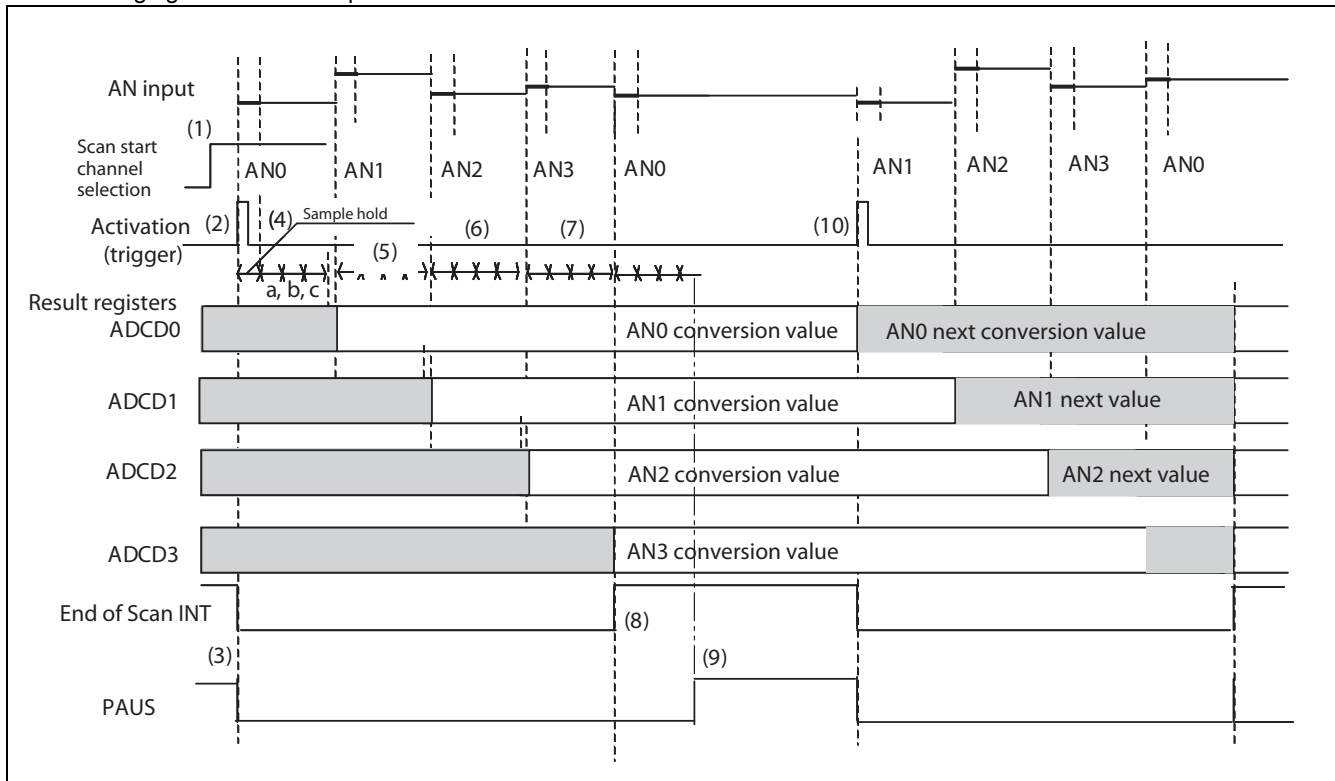 AN input
(1)
Scan start
channel
selection
AN0 AN1 AN2 AN3 AN0 AN1 AN2 AN3 AN0
Activation
(trigger)
(2) (4) Sample hold (5) (6) (7) (10)
a, b, c
Result registers
ADCD0 AN0 conversion value AN0 next conversion value
ADCD1 AN1 conversion value AN1 next value
ADCD2 AN2 conversion value AN2 next value
ADCD3 AN3 conversion value
End of Scan INT (8)
(3) (9)
PAUS